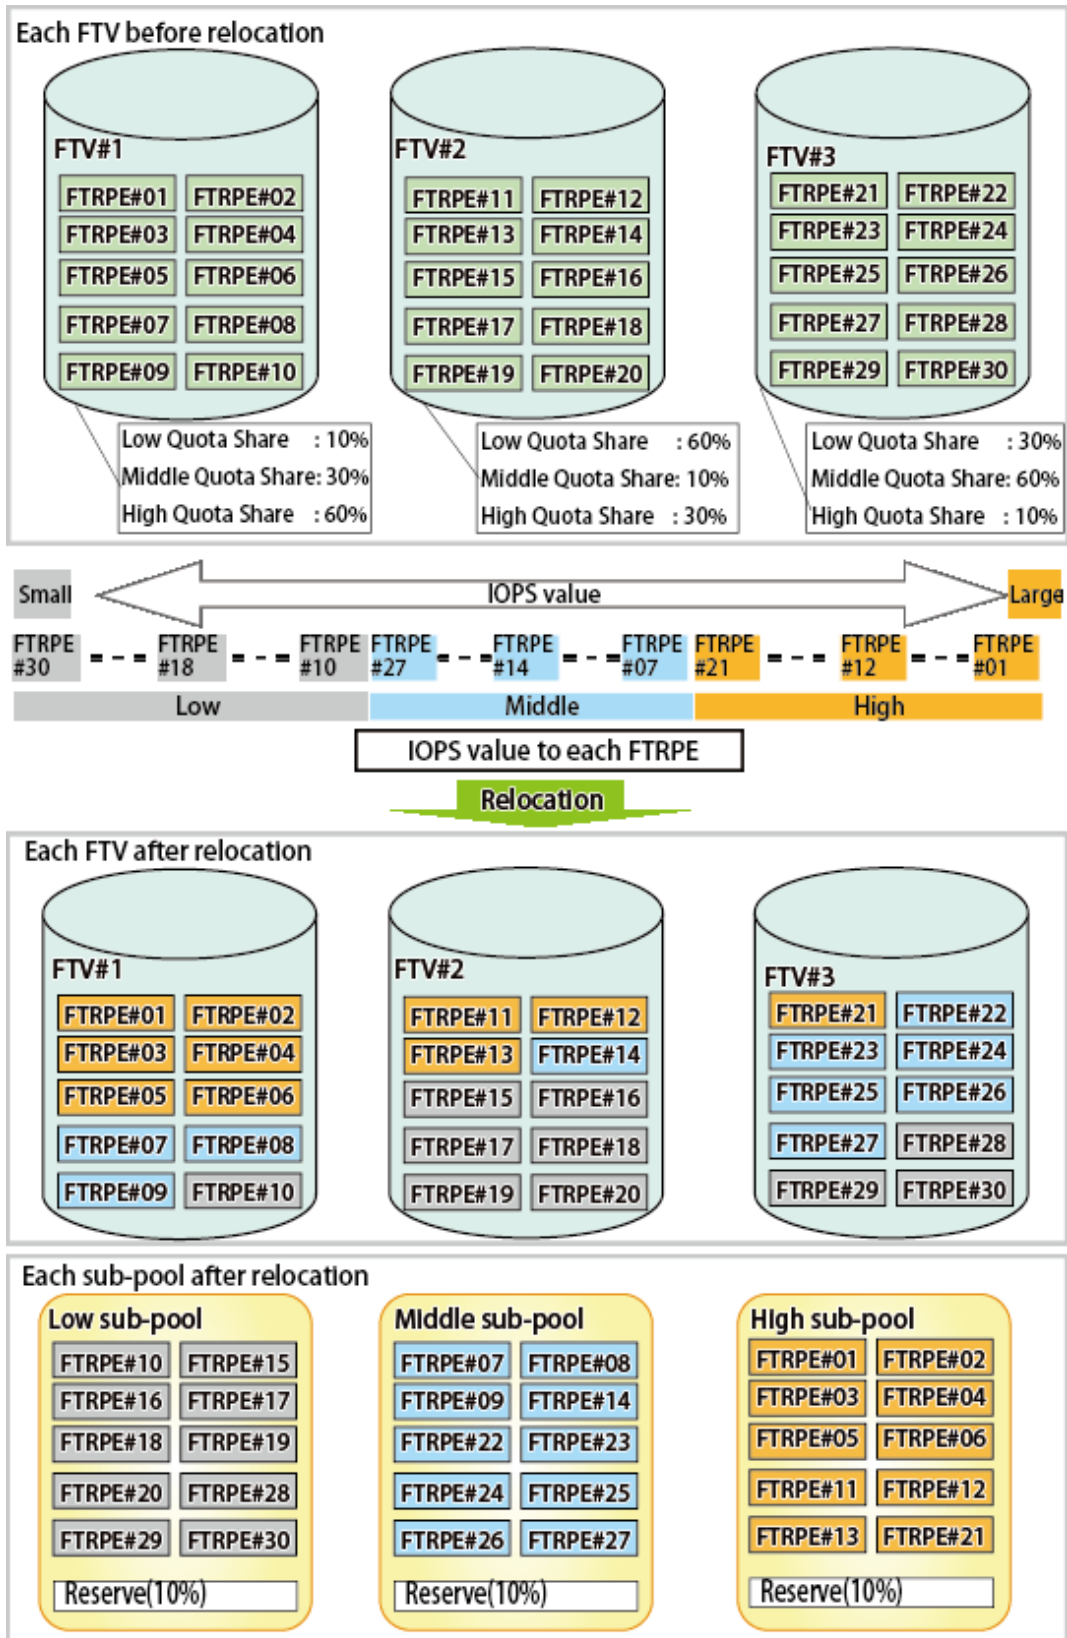 Each FTV before relocation
FTV#1
FTRPE#01 FTRPE#02
FTRPE#03 FTRPE#04
FTRPE#05 FTRPE#06
FTRPE#07 FTRPE#08
FTRPE#09 FTRPE#10
Low Quota Share : 10%
Middle Quota Share: 30%
High Quota Share : 60%
FTV#2
FTRPE#11 FTRPE#12
FTRPE#13 FTRPE#14
FTRPE#15 FTRPE#16
FTRPE#17 FTRPE#18
FTRPE#19 FTRPE#20
Low Quota Share : 60%
Middle Quota Share: 10%
High Quota Share : 30%
FTV#3
FTRPE#21 FTRPE#22
FTRPE#23 FTRPE#24
FTRPE#25 FTRPE#26
FTRPE#27 FTRPE#28
FTRPE#29 FTRPE#30
Low Quota Share : 30%
Middle Quota Share: 60%
High Quota Share : 10%
Small IOPS value Large
FTRPE FTRPE FTRPE FTRPE FTRPE FTRPE FTRPE FTRPE FTRPE
#30 #18 #10 #27 #14 #07 #21 #12 #01
Low Middle High
IOPS value to each FTRPE
Relocation
Each FTV after relocation
FTV#1
FTRPE#01 FTRPE#02
FTRPE#03 FTRPE#04
FTRPE#05 FTRPE#06
FTRPE#07 FTRPE#08
FTRPE#09 FTRPE#10
FTV#2
FTRPE#11 FTRPE#12
FTRPE#13 FTRPE#14
FTRPE#15 FTRPE#16
FTRPE#17 FTRPE#18
FTRPE#19 FTRPE#20
FTV#3
FTRPE#21 FTRPE#22
FTRPE#23 FTRPE#24
FTRPE#25 FTRPE#26
FTRPE#27 FTRPE#28
FTRPE#29 FTRPE#30
Each sub-pool after relocation
Low sub-pool
FTRPE#10 FTRPE#15
FTRPE#16 FTRPE#17
FTRPE#18 FTRPE#19
FTRPE#20 FTRPE#28
FTRPE#29 FTRPE#30
Reserve(10%)
Middle sub-pool
FTRPE#07 FTRPE#08
FTRPE#09 FTRPE#14
FTRPE#22 FTRPE#23
FTRPE#24 FTRPE#25
FTRPE#26 FTRPE#27
Reserve(10%)
High sub-pool
FTRPE#01 FTRPE#02
FTRPE#03 FTRPE#04
FTRPE#05 FTRPE#06
FTRPE#11 FTRPE#12
FTRPE#13 FTRPE#21
Reserve(10%)